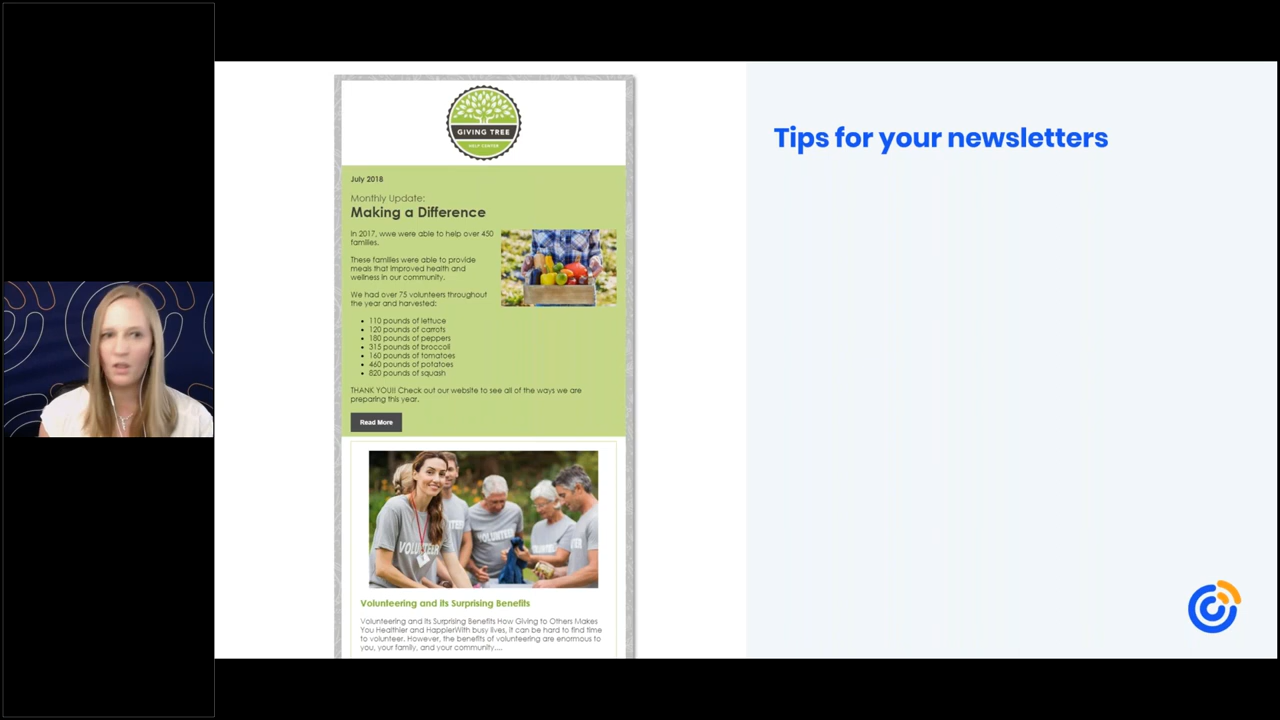 GIVING TREE
HELP CENTER
July 2018
Monthly Update:
Making a Difference
In 2017, wwe were able to help over 450
families.
These families were able to provide
meals that improved health and
wellness in our community.
We had over 75 volunteers throughout
the year and harvested:
• 110 pounds of lettuce
• 120 pounds of carrots
• 180 pounds of peppers
• 315 pounds of broccoli
• 160 pounds of tomatoes
• 460 pounds of potatoes
• 820 pounds of squash
THANK YOU!! Check out our website to see all of the ways we are
preparing this year.
Read More
VOLUNTEER
VOLUNTEER
Volunteering and its Surprising Benefits
Volunteering and Its Surprising Benefits How Giving to Others Makes
You Healthier and HappierWith busy lives, it can be hard to find time
to volunteer. However, the benefits of volunteering are enormous to
you, your family, and your community....
Tips for your newsletters